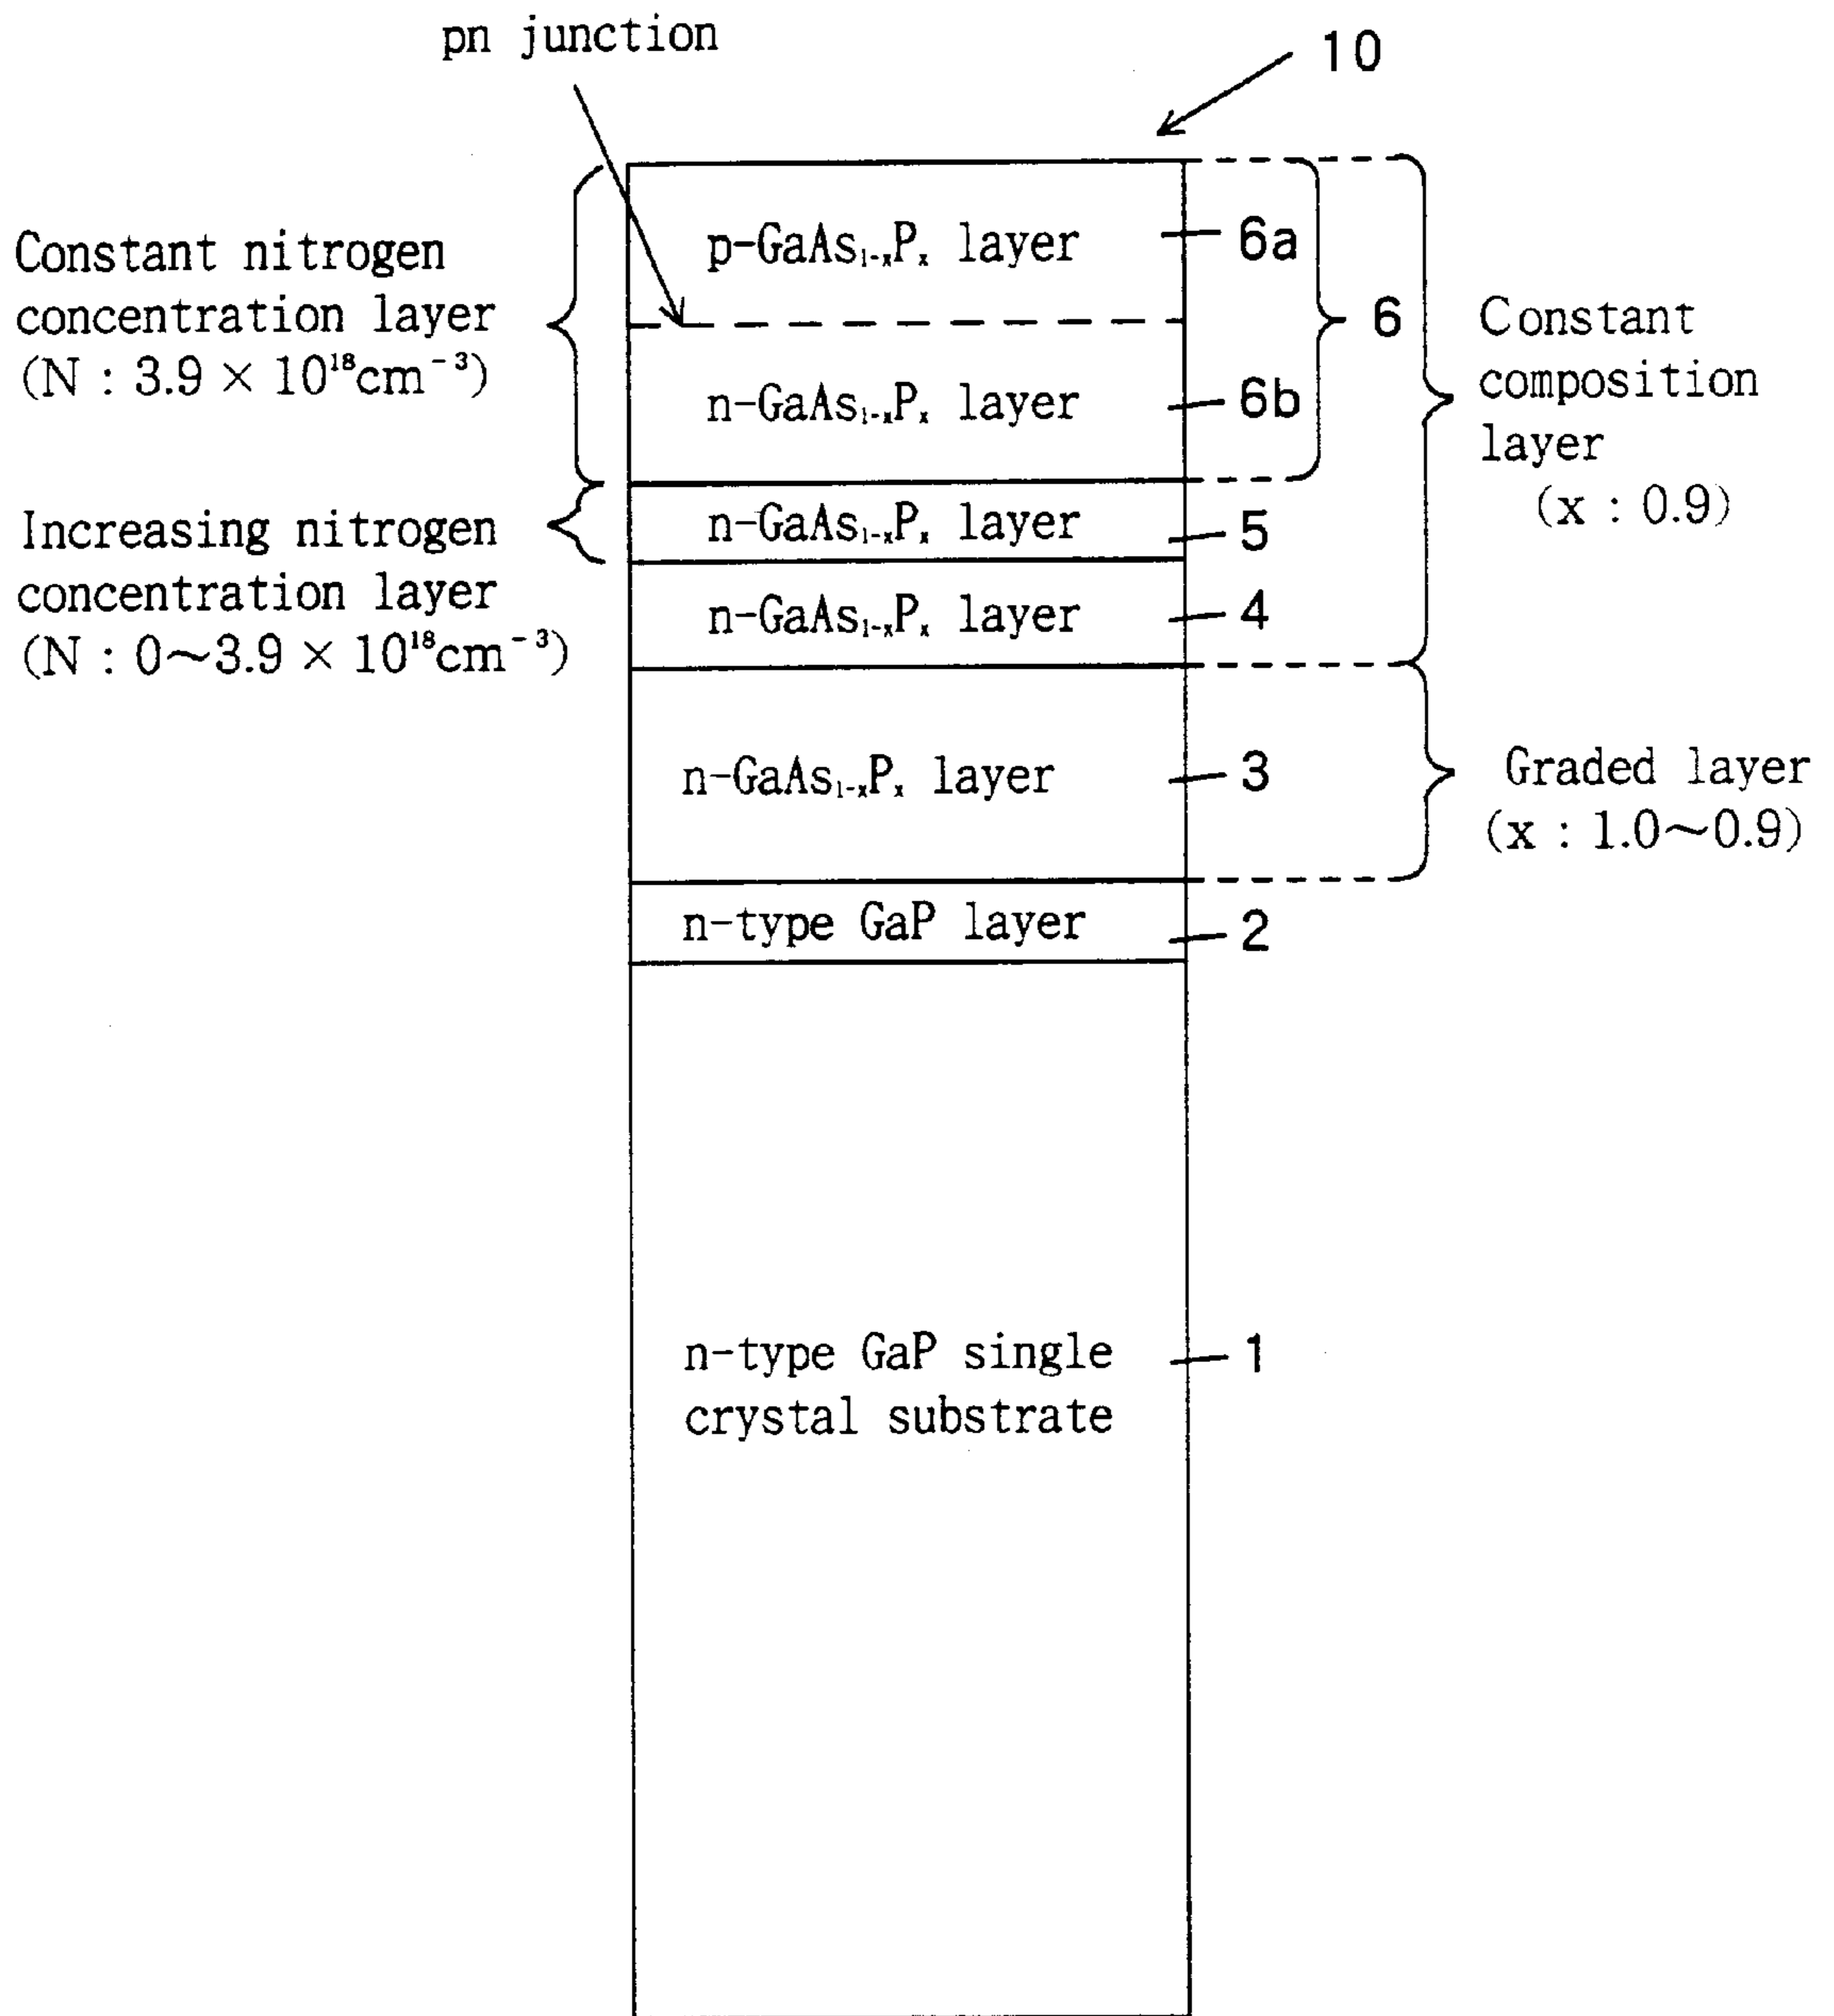 pn junction
10
Constant nitrogen
concentration layer
(N : 3.9 × 10¹⁸cm⁻³)
p-GaAs₁₋ₓPₓ layer
6a
6
n-GaAs₁₋ₓPₓ layer
6b
Constant
composition
layer
(x : 0.9)
Increasing nitrogen
concentration layer
(N : 0~3.9 × 10¹⁸cm⁻³)
n-GaAs₁₋ₓPₓ layer
5
n-GaAs₁₋ₓPₓ layer
4
n-GaAs₁₋ₓPₓ layer
3
Graded layer
(x : 1.0~0.9)
n-type GaP layer
2
n-type GaP single
crystal substrate
1